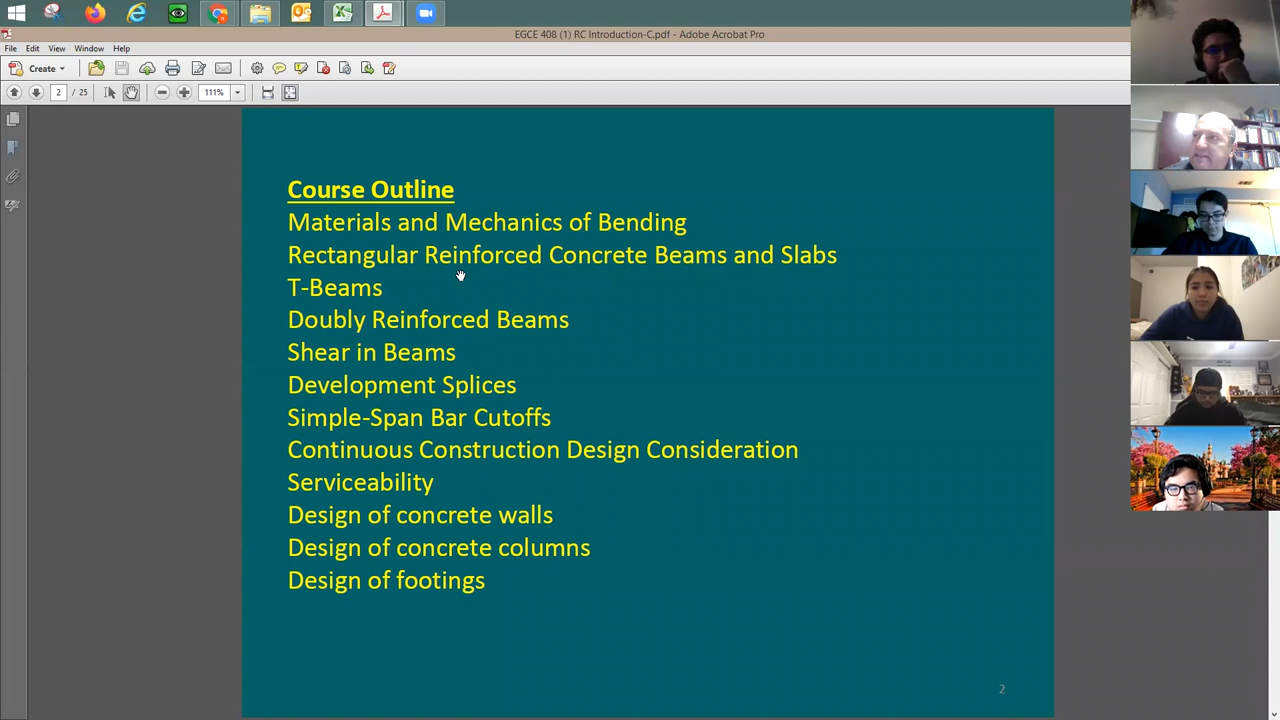 EGCE 408 (1) RC Introduction-C.pdf - Adobe Acrobat Pro
File Edit View Window Help
Create
2 / 25 111%
Course Outline
Materials and Mechanics of Bending
Rectangular Reinforced Concrete Beams and Slabs
T-Beams
Doubly Reinforced Beams
Shear in Beams
Development Splices
Simple-Span Bar Cutoffs
Continuous Construction Design Consideration
Serviceability
Design of concrete walls
Design of concrete columns
Design of footings
2